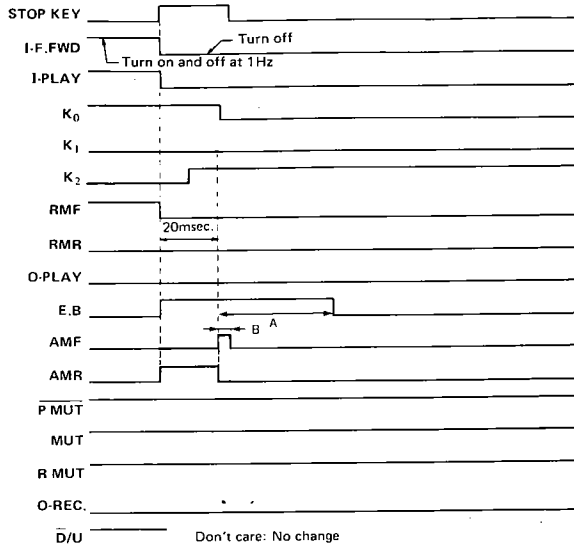 STOP KEY
I-F.FWD
Turn off
Turn on and off at 1Hz
I-PLAY
K0
K1
K2
RMF
20msec.
RMR
O-PLAY
E.B
A
B
AMF
AMR
P MUT
MUT
R MUT
O-REC.
D/U
Don't care: No change